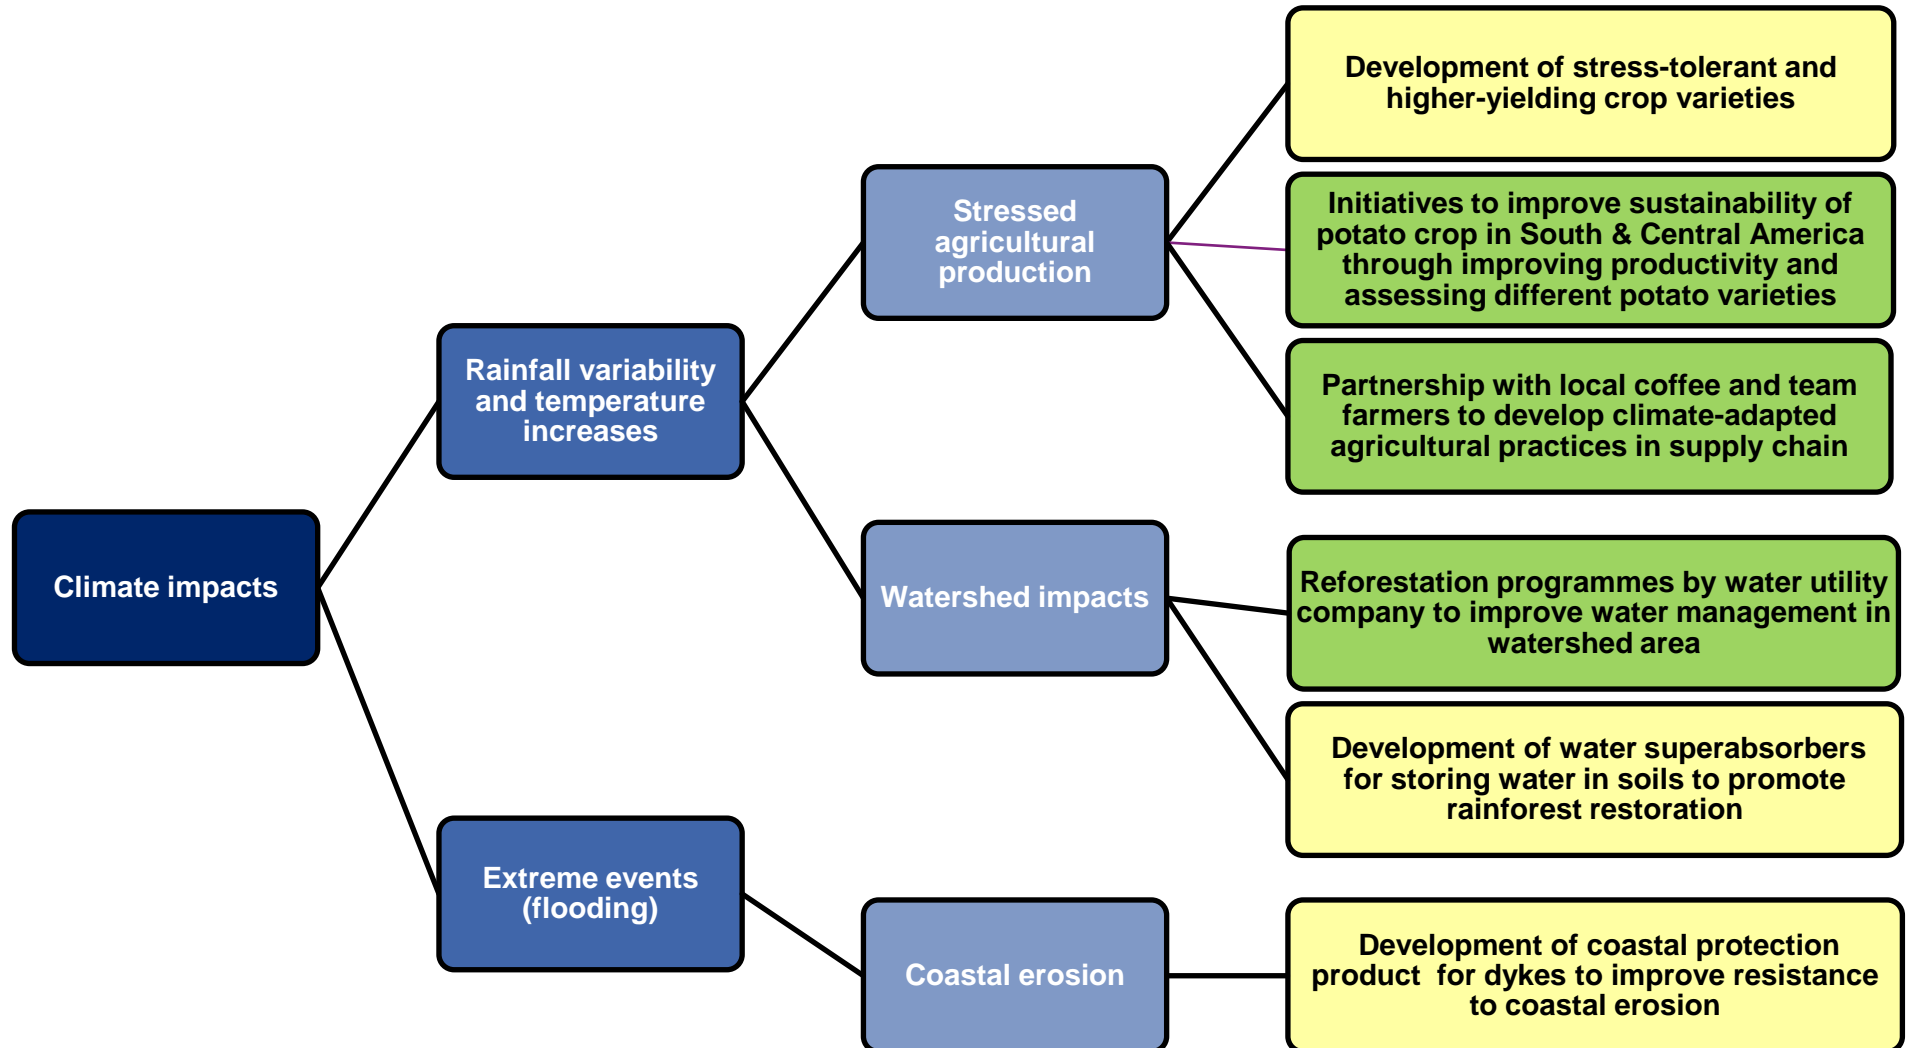 Development of stress-tolerant and
higher-yielding crop varieties
Stressed
agricultural
production
Initiatives to improve sustainability of
potato crop in South & Central America
through improving productivity and
assessing different potato varieties
Rainfall variability
and temperature
increases
Partnership with local coffee and team
farmers to develop climate-adapted
agricultural practices in supply chain
Climate impacts
Watershed impacts
Reforestation programmes by water utility
company to improve water management in
watershed area
Development of water superabsorbers
for storing water in soils to promote
rainforest restoration
Extreme events
(flooding)
Coastal erosion
Development of coastal protection
product for dykes to improve resistance
to coastal erosion